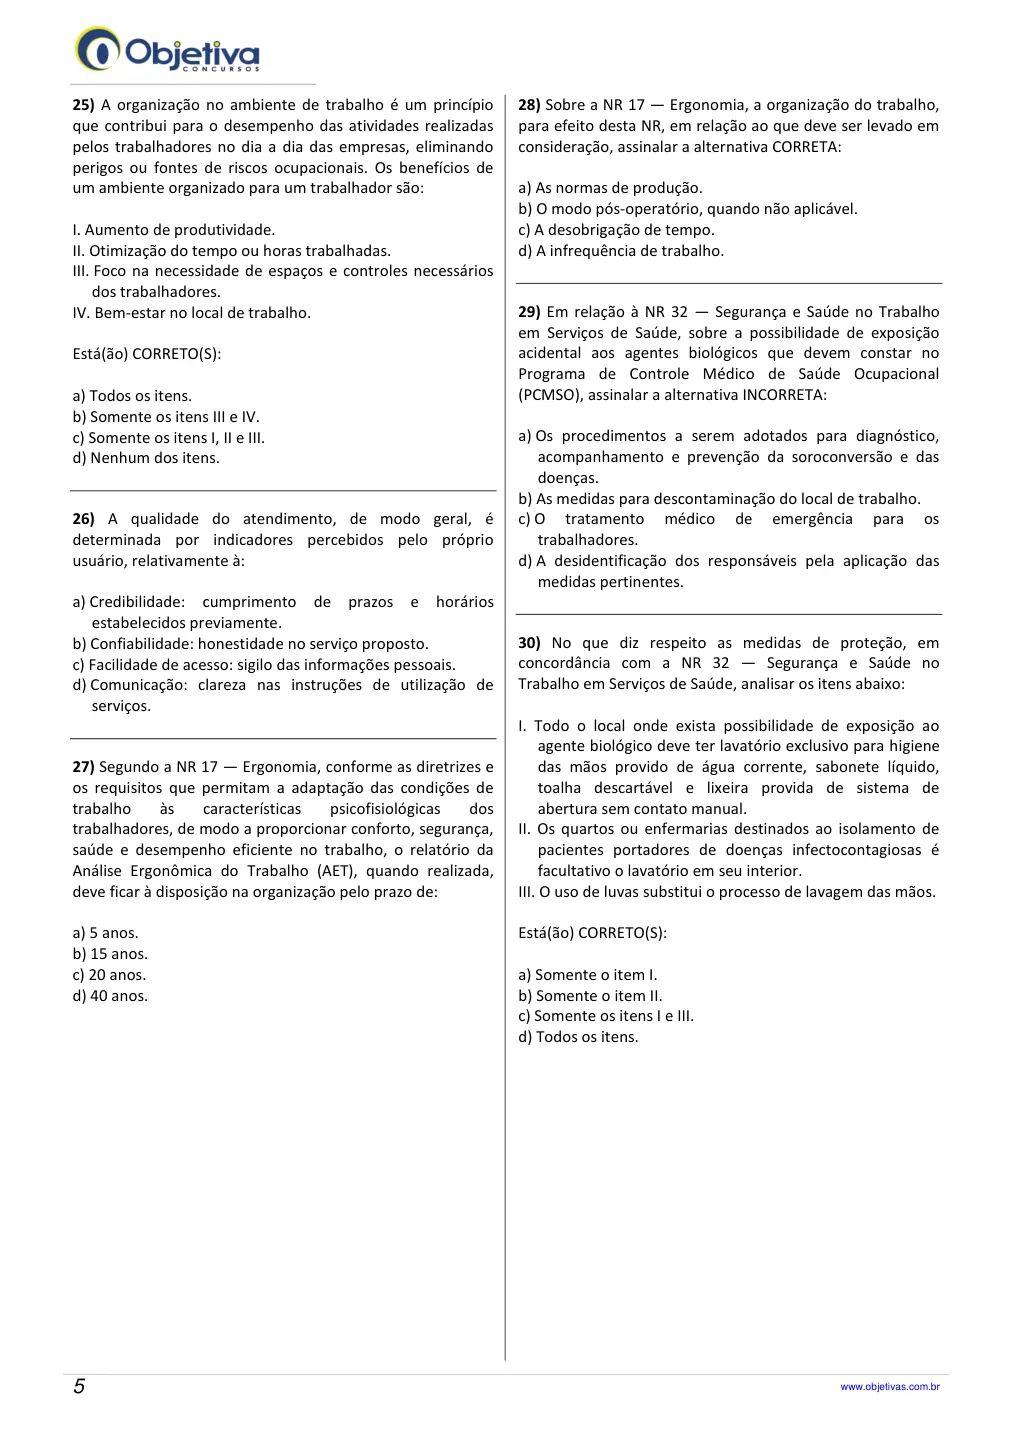 Objetiva
CONCURSOS
25) A organização no ambiente de trabalho é um princípio
que contribui para o desempenho das atividades realizadas
pelos trabalhadores no dia a dia das empresas, eliminando
perigos ou fontes de riscos ocupacionais. Os benefícios de
um ambiente organizado para um trabalhador são:
I. Aumento de produtividade.
II. Otimização do tempo ou horas trabalhadas.
III. Foco na necessidade de espaços e controles necessários
dos trabalhadores.
IV. Bem-estar no local de trabalho.
Está(ão) CORRETO(S):
a) Todos os itens.
b) Somente os itens III e IV.
c) Somente os itens I, II e III.
d) Nenhum dos itens.
26) A qualidade do atendimento, de modo geral, é
determinada por indicadores percebidos pelo próprio
usuário, relativamente à:
a) Credibilidade: cumprimento de prazos e horários
estabelecidos previamente.
b) Confiabilidade: honestidade no serviço proposto.
c) Facilidade de acesso: sigilo das informações pessoais.
d) Comunicação: clareza nas instruções de utilização de
serviços.
27) Segundo a NR 17 — Ergonomia, conforme as diretrizes e
os requisitos que permitam a adaptação das condições de
trabalho às características psicofisiológicas dos
trabalhadores, de modo a proporcionar conforto, segurança,
saúde e desempenho eficiente no trabalho, o relatório da
Análise Ergonômica do Trabalho (AET), quando realizada,
deve ficar à disposição na organização pelo prazo de:
a) 5 anos.
b) 15 anos.
c) 20 anos.
d) 40 anos.
28) Sobre a NR 17 — Ergonomia, a organização do trabalho,
para efeito desta NR, em relação ao que deve ser levado em
consideração, assinalar a alternativa CORRETA:
a) As normas de produção.
b) O modo pós-operatório, quando não aplicável.
c) A desobrigação de tempo.
d) A infrequência de trabalho.
29) Em relação à NR 32 — Segurança e Saúde no Trabalho
em Serviços de Saúde, sobre a possibilidade de exposição
acidental aos agentes biológicos que devem constar no
Programa de Controle Médico de Saúde Ocupacional
(PCMSO), assinalar a alternativa INCORRETA:
a) Os procedimentos a serem adotados para diagnóstico,
acompanhamento e prevenção da soroconversão e das
doenças.
b) As medidas para descontaminação do local de trabalho.
c) O tratamento médico de emergência para os
trabalhadores.
d) A desidentificação dos responsáveis pela aplicação das
medidas pertinentes.
30) No que diz respeito as medidas de proteção, em
concordância com a NR 32 — Segurança e Saúde no
Trabalho em Serviços de Saúde, analisar os itens abaixo:
I. Todo o local onde exista possibilidade de exposição ao
agente biológico deve ter lavatório exclusivo para higiene
das mãos provido de água corrente, sabonete líquido,
toalha descartável e lixeira provida de sistema de
abertura sem contato manual.
II. Os quartos ou enfermarias destinados ao isolamento de
pacientes portadores de doenças infectocontagiosas é
facultativo o lavatório em seu interior.
III. O uso de luvas substitui o processo de lavagem das mãos.
Está(ão) CORRETO(S):
a) Somente o item I.
b) Somente o item II.
c) Somente os itens I e III.
d) Todos os itens.
5
www.objetivas.com.br